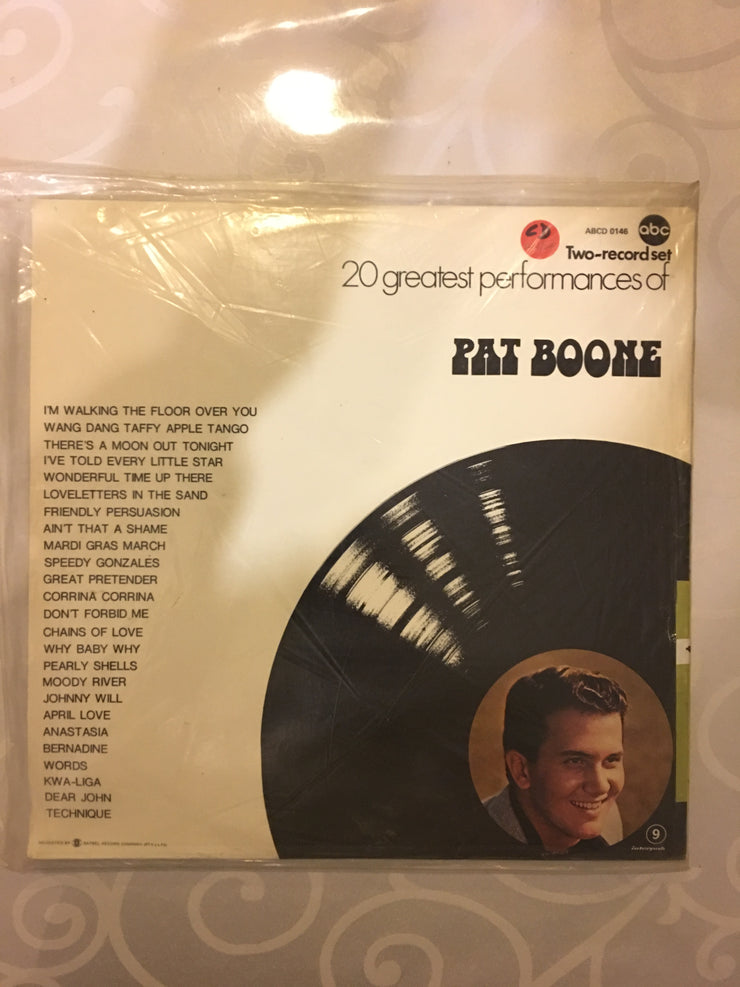 ABCD 0146
abc
Two-record set
20 greatest performances of
PAT BOONE
I'M WALKING THE FLOOR OVER YOU
WANG DANG TAFFY APPLE TANGO
THERE'S A MOON OUT TONIGHT
I'VE TOLD EVERY LITTLE STAR
WONDERFUL TIME UP THERE
LOVELETTERS IN THE SAND
FRIENDLY PERSUASION
AIN'T THAT A SHAME
MARDI GRAS MARCH
SPEEDY GONZALES
GREAT PRETENDER
CORRINA CORRINA
DON'T FORBID ME
CHAINS OF LOVE
WHY BABY WHY
PEARLY SHELLS
MOODY RIVER
JOHNNY WILL
APRIL LOVE
ANASTASIA
BERNADINE
WORDS
KWA-LIGA
DEAR JOHN
TECHNIQUE
9
RECORD COMPANY